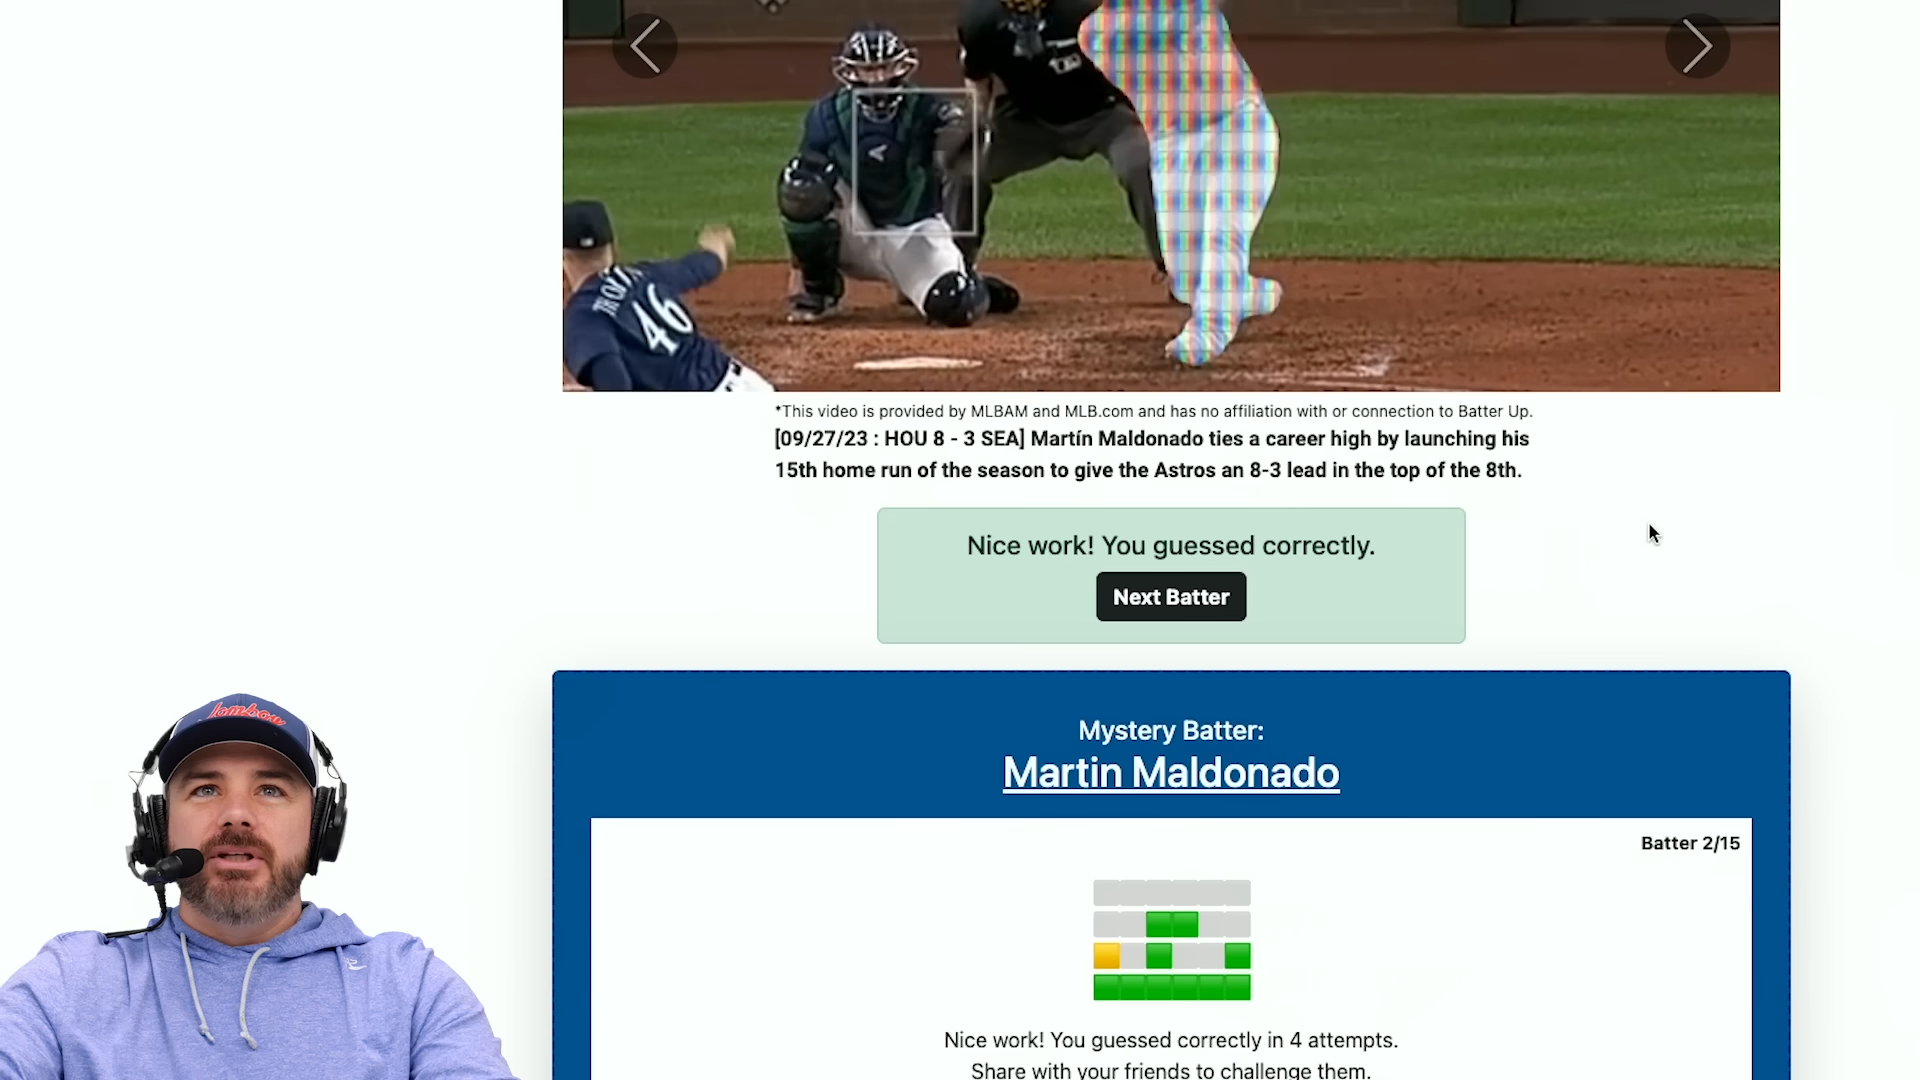 46
*This video is provided by MLBAM and MLB.com and has no affiliation with or connection to Batter Up.
[09/27/23 : HOU 8 - 3 SEA] Martín Maldonado ties a career high by launching his
15th home run of the season to give the Astros an 8-3 lead in the top of the 8th.
Nice work! You guessed correctly.
Next Batter
Mystery Batter:
Martin Maldonado
Batter 2/15
Nice work! You guessed correctly in 4 attempts.
Share with your friends to challenge them.